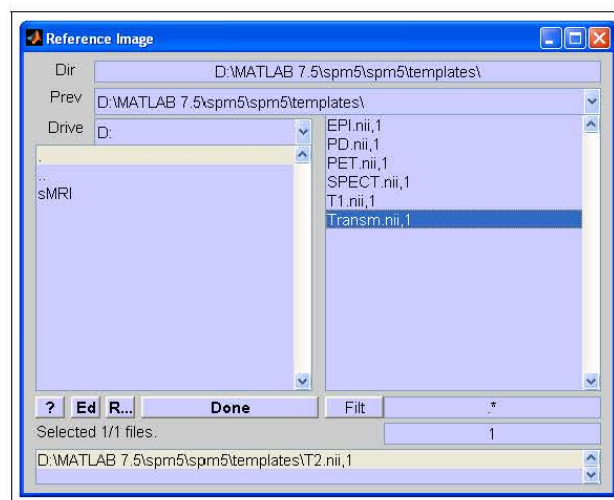 Reference Image
Dir D:\MATLAB 7.5\spm5\spm5\templates\
Prev D:\MATLAB 7.5\spm5\spm5\templates\
Drive D:
.
..
sMRI
EPI.nii,1
PD.nii,1
PET.nii,1
SPECT.nii,1
T1.nii,1
Transm.nii,1
? Ed R... Done Filt .*
Selected 1/1 files. 1
D:\MATLAB 7.5\spm5\spm5\templates\T2.nii,1